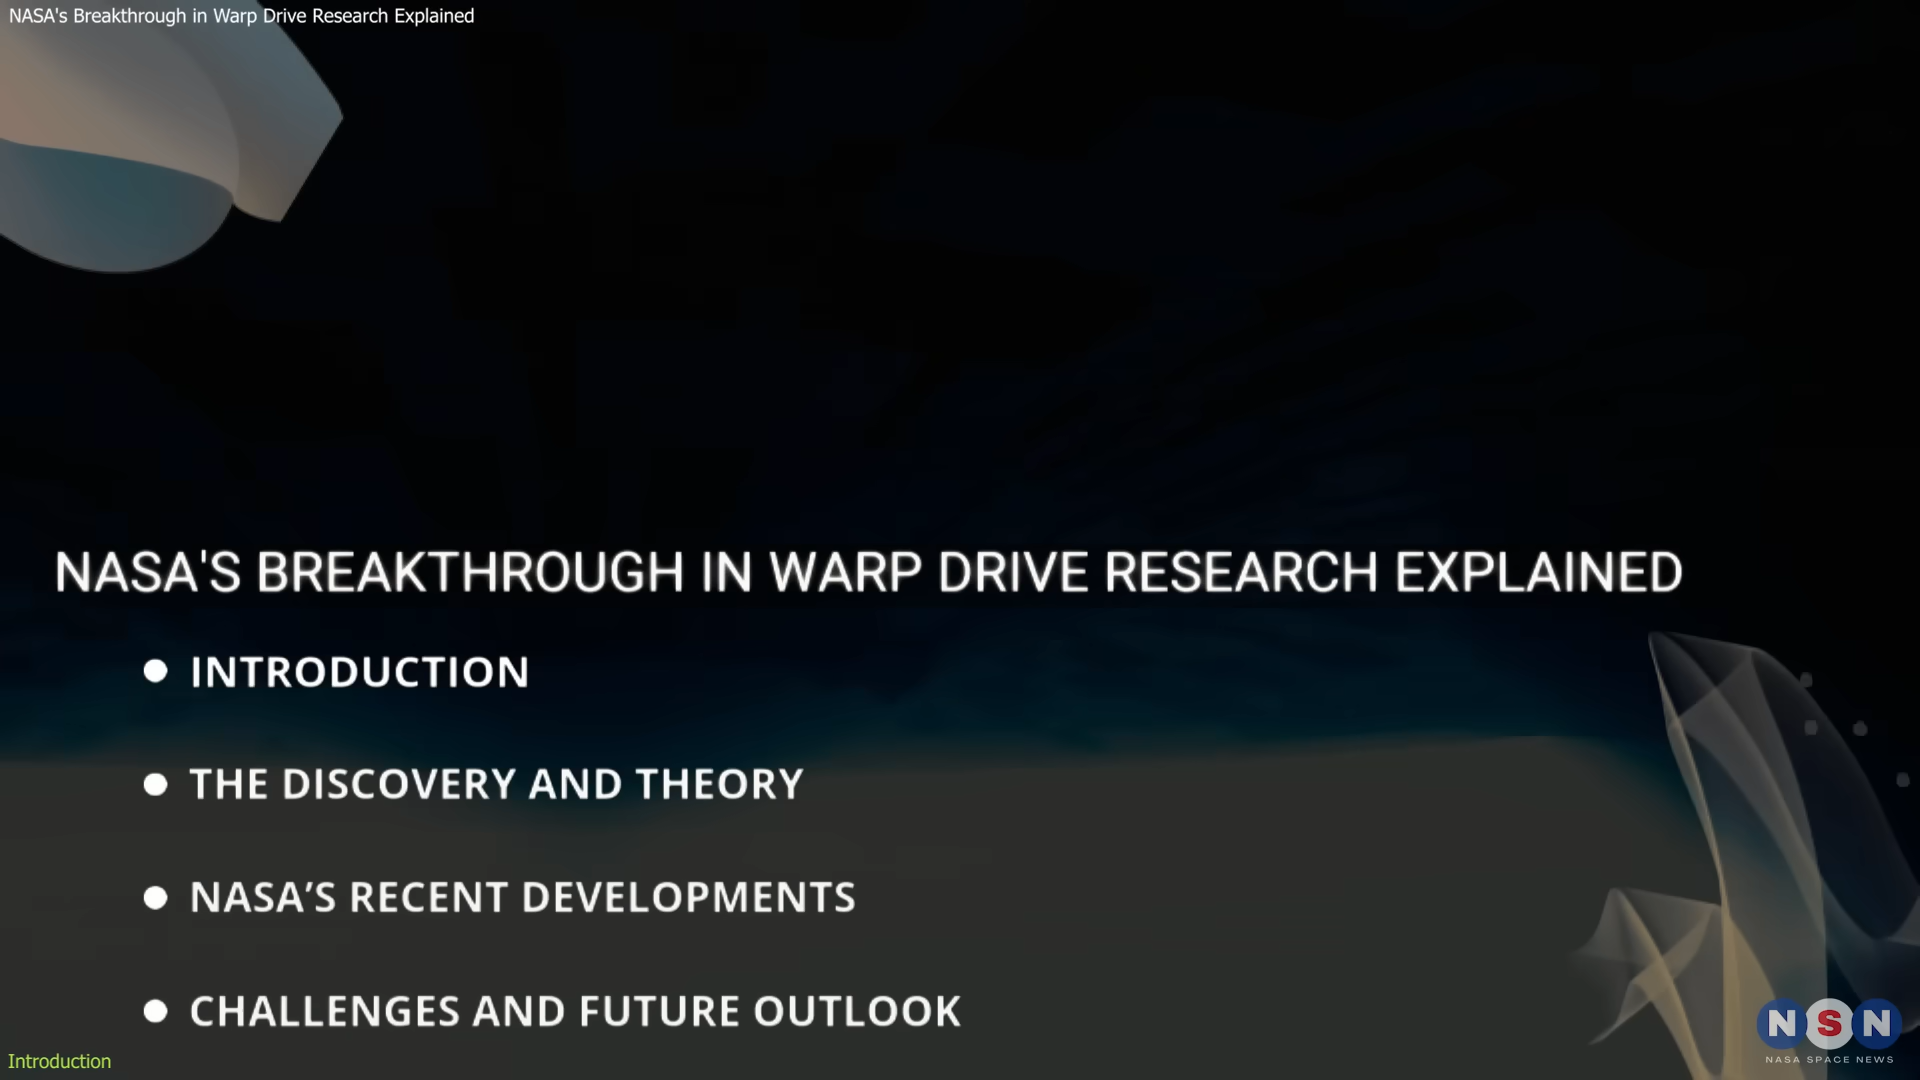 NASA's Breakthrough in Warp Drive Research Explained
NASA'S BREAKTHROUGH IN WARP DRIVE RESEARCH EXPLAINED
● INTRODUCTION
● THE DISCOVERY AND THEORY
● NASA’S RECENT DEVELOPMENTS
● CHALLENGES AND FUTURE OUTLOOK
Introduction
NSN
NASA SPACE NEWS